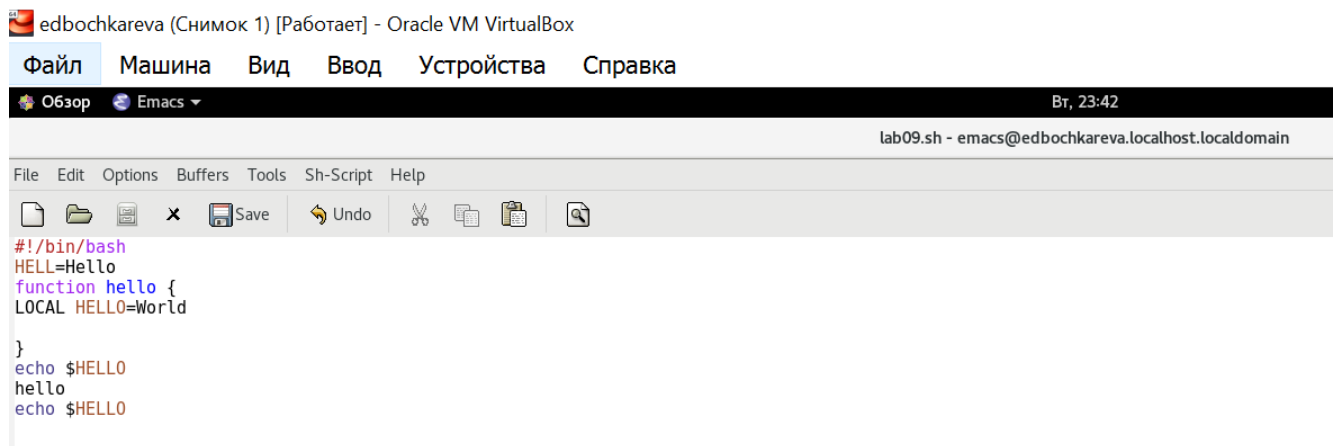 edbochkareva (Снимок 1) [Работает] - Oracle VM VirtualBox
Файл Машина Вид Ввод Устройства Справка
Обзор Emacs Вт, 23:42
lab09.sh - emacs@edbochkareva.localhost.localdomain
File Edit Options Buffers Tools Sh-Script Help
Save Undo
#!/bin/bash
HELL=Hello
function hello {
LOCAL HELLO=World
}
echo $HELLO
hello
echo $HELLO